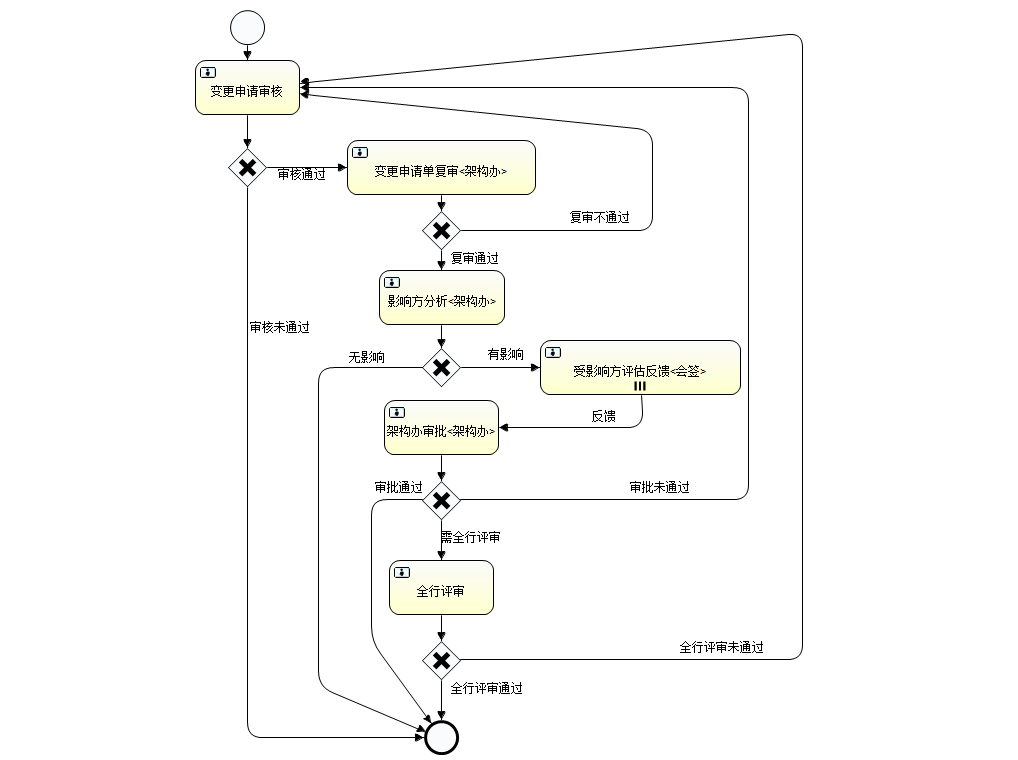 变更申请审核
审核通过
变更申请单复审<架构办>
复审不通过
复审通过
影响方分析<架构办>
审核未通过
无影响
有影响
受影响方评估反馈<会签>
反馈
架构办审批<架构办>
审批通过
审批未通过
需全行评审
全行评审
全行评审未通过
全行评审通过